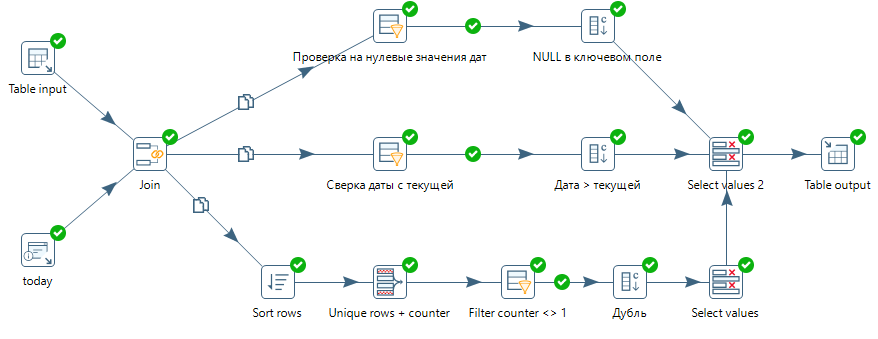 Проверка на нулевые значения дат
NULL в ключевом поле
Table input
Join
Сверка даты с текущей
Дата > текущей
Select values 2
Table output
today
Sort rows
Unique rows + counter
Filter counter <> 1
Дубль
Select values